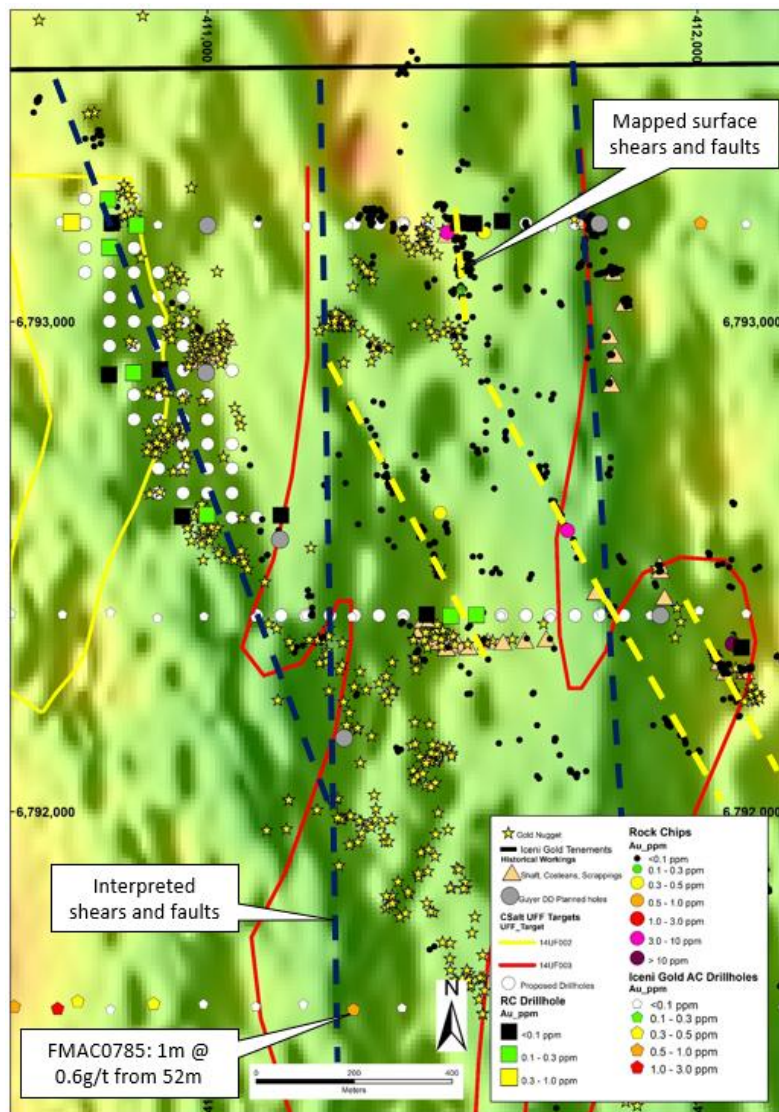 411,000
412,000
Mapped surface
shears and faults
6,793,000
6,793,000
6,792,000
6,792,000
Interpreted
shears and faults
FMAC0785: 1m @
0.6g/t from 52m
N
0
200
400
Meters
Gold Nugget
Iceni Gold Tenements
Historical Workings
Shaft, Costeans, Scrappings
Guyer DD Planned holes
CSalt UFF Targets
UFF_Target
14UF002
14UF003
Proposed Drillholes
RC Drillhole
Au_ppm
<0.1 ppm
0.1 - 0.3 ppm
0.3 - 1.0 ppm
Rock Chips
Au_ppm
<0.1 ppm
0.1 - 0.3 ppm
0.3 - 0.5 ppm
0.5 - 1.0 ppm
1.0 - 3.0 ppm
3.0 - 10 ppm
> 10 ppm
Iceni Gold AC Drillholes
Au_ppm
<0.1 ppm
0.1 - 0.3 ppm
0.3 - 0.5 ppm
0.5 - 1.0 ppm
1.0 - 3.0 ppm